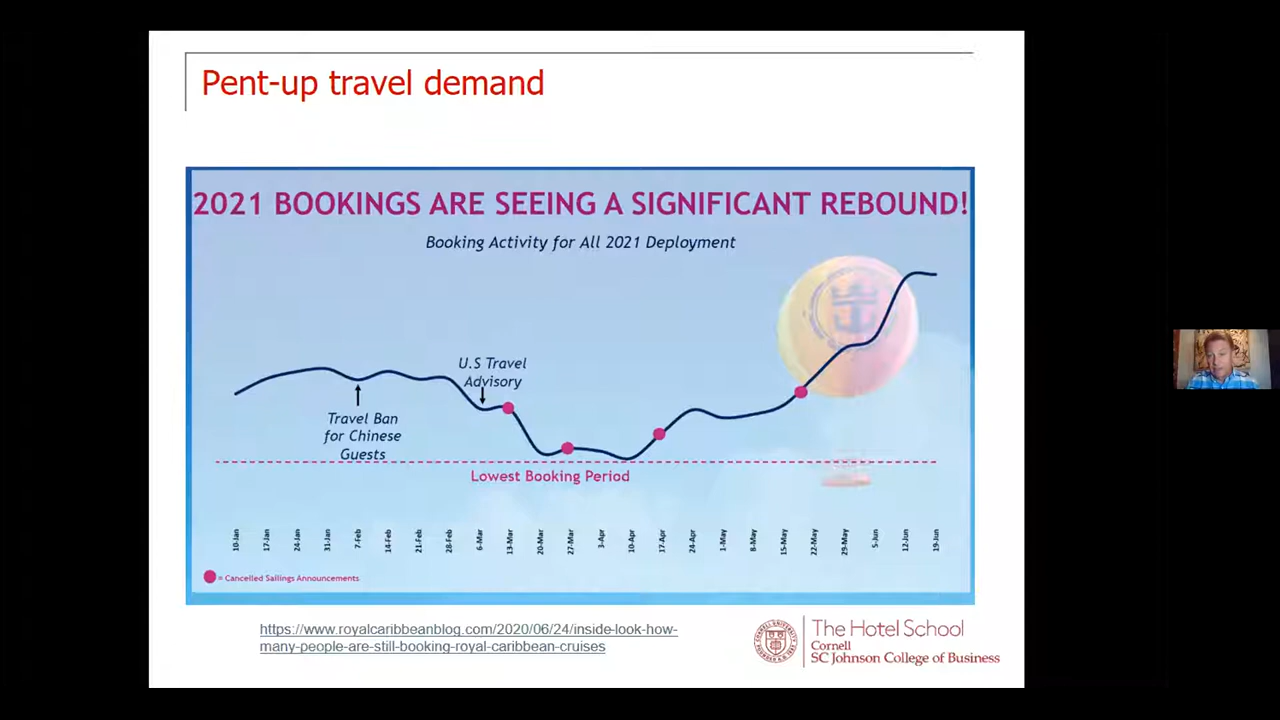 Pent-up travel demand
2021 BOOKINGS ARE SEEING A SIGNIFICANT REBOUND!
Booking Activity for All 2021 Deployment
U.S Travel
Advisory
Travel Ban
for Chinese
Guests
Lowest Booking Period
10-Jan
17-Jan
24-Jan
31-Jan
7-Feb
14-Feb
21-Feb
28-Feb
6-Mar
13-Mar
20-Mar
27-Mar
3-Apr
10-Apr
17-Apr
24-Apr
1-May
8-May
15-May
22-May
29-May
5-Jun
12-Jun
19-Jun
= Cancelled Sailings Announcements
https://www.royalcaribbeanblog.com/2020/06/24/inside-look-how-
many-people-are-still-booking-royal-caribbean-cruises
The Hotel School
Cornell
SC Johnson College of Business